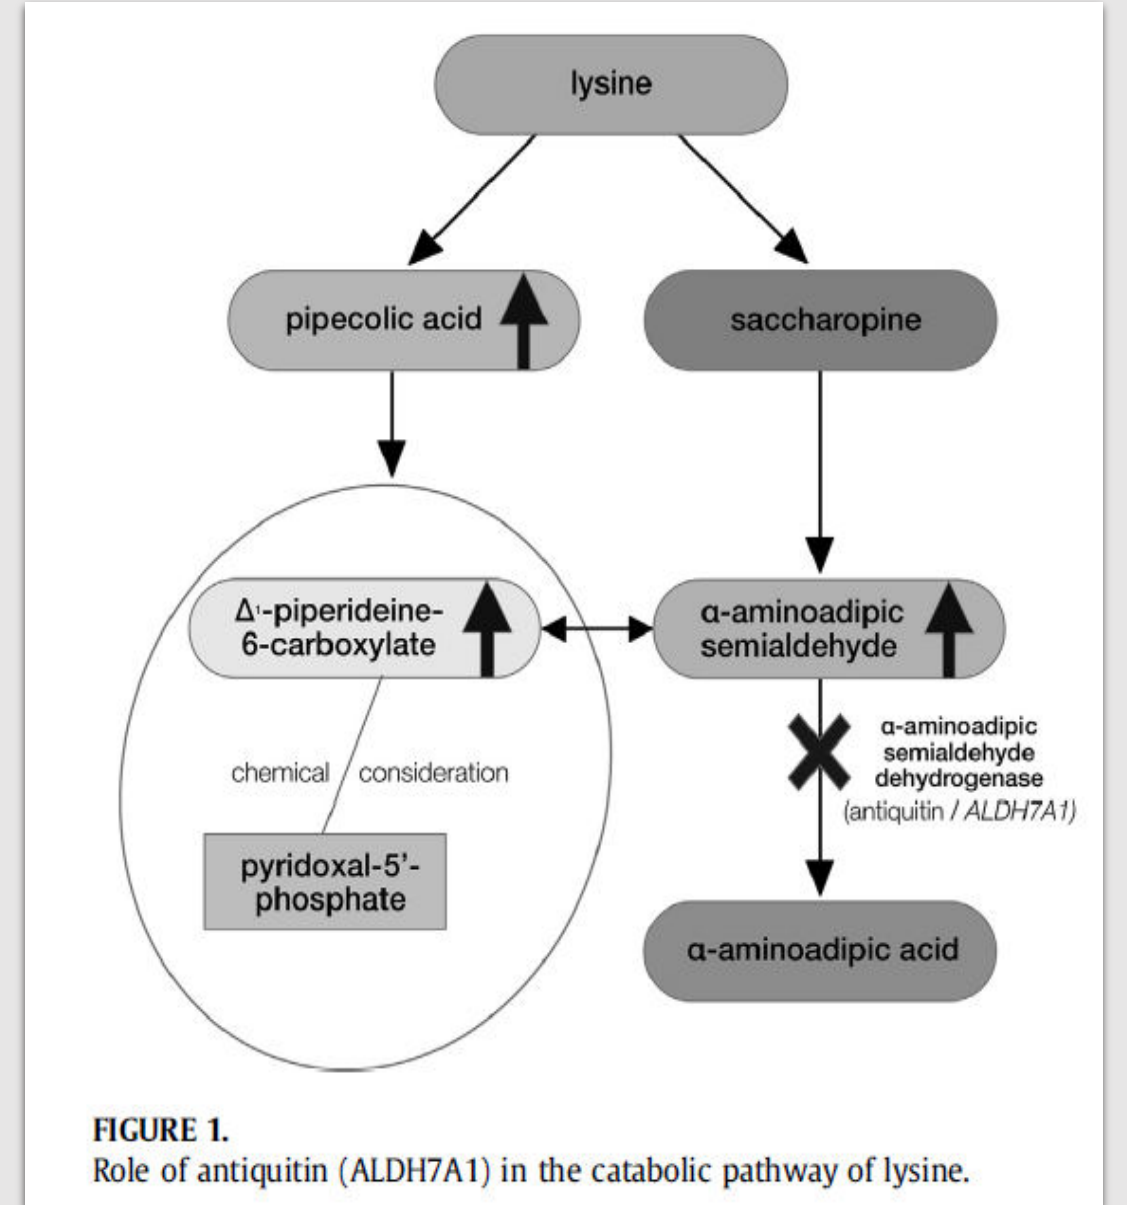 lysine
pipecolic acid
saccharopine
Δ¹-piperideine-
6-carboxylate
α-aminoadipic
semialdehyde
chemical consideration
α-aminoadipic
semialdehyde
dehydrogenase
(antiquitin / ALDH7A1)
pyridoxal-5'-
phosphate
α-aminoadipic acid
FIGURE 1.
Role of antiquitin (ALDH7A1) in the catabolic pathway of lysine.